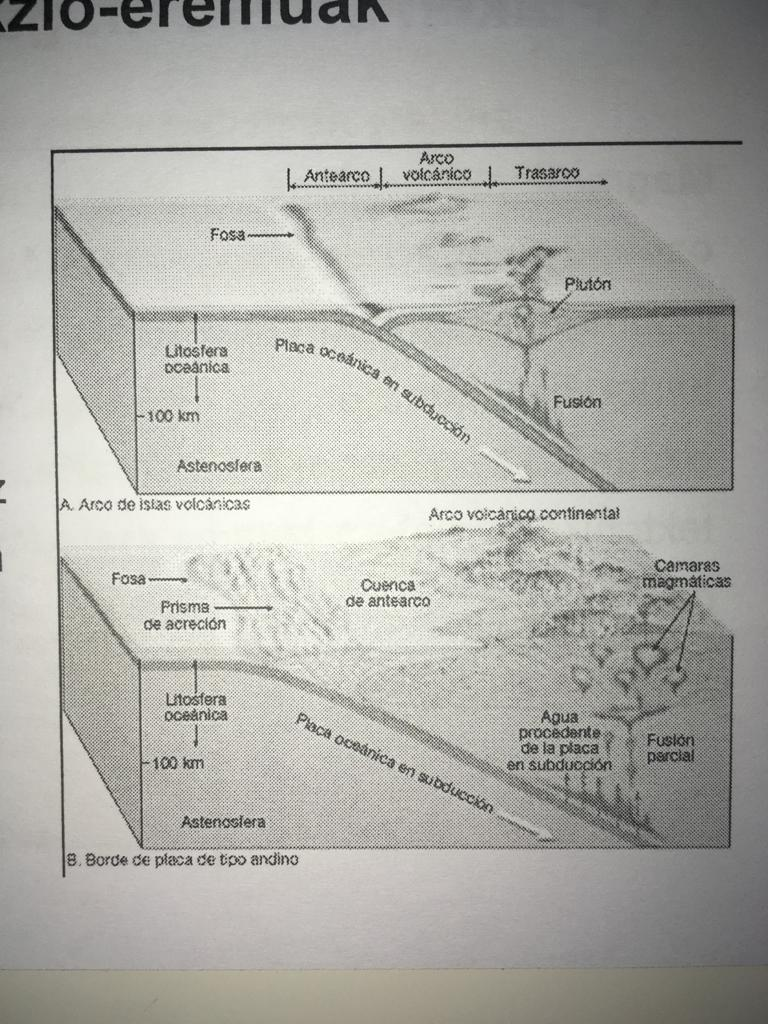 zio-eremuak
Arco
Antearco volcánico Trasarco
Fosa
Plutón
Litosfera
oceánica
Placa oceánica en subducción
Fusión
100 km
Astenosfera
A. Arco de islas volcánicas
Arco volcánico continental
Fosa
Prisma
de acreción
Cuenca
de antearco
Cámaras
magmáticas
Litosfera
oceánica
Placa oceánica en subducción
Agua
procedente
de la placa
en subducción
Fusión
parcial
100 km
Astenosfera
B. Borde de placa de tipo andino